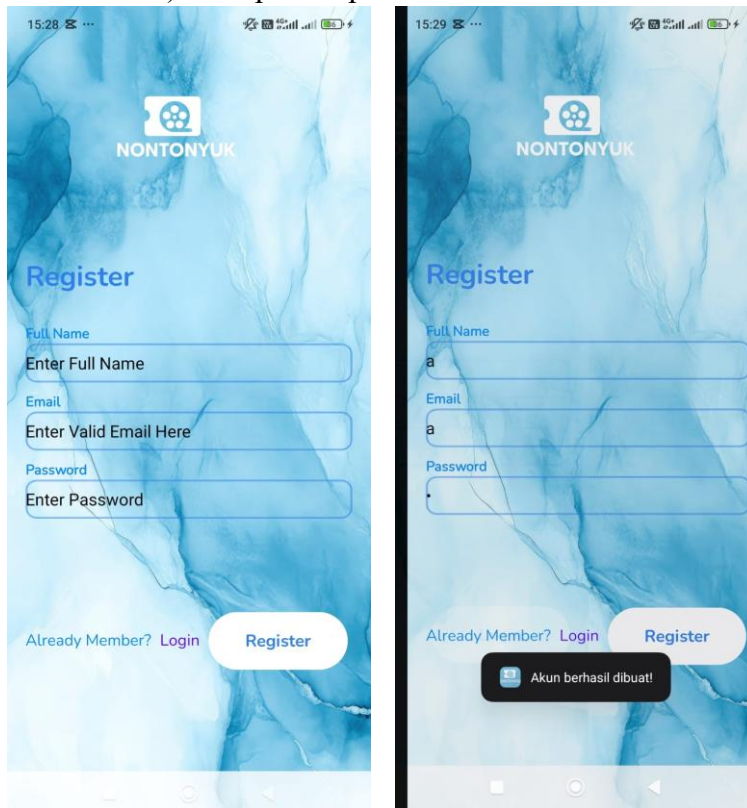 15:28
NONTONYUK
Register
Full Name
Enter Full Name
Email
Enter Valid Email Here
Password
Enter Password
Already Member? Login
Register
15:29
NONTONYUK
Register
Full Name
a
Email
a
Password
•
Already Member? Login
Register
Akun berhasil dibuat!